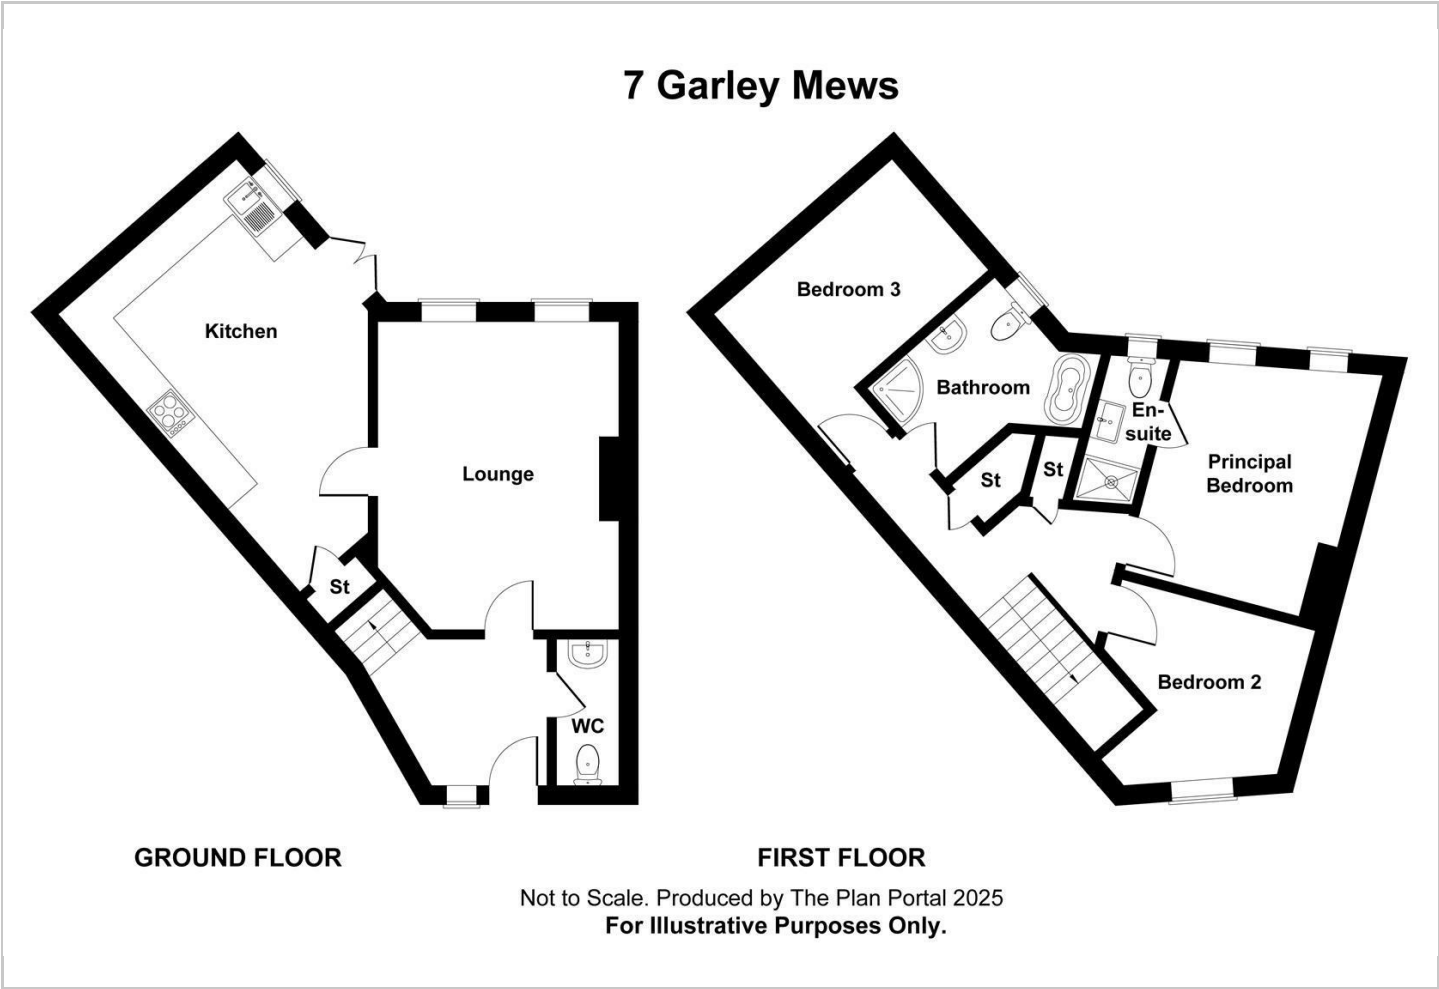 7 Garley Mews
Kitchen
Lounge
St
WC
GROUND FLOOR
Bedroom 3
Bathroom
En-
suite
Principal
Bedroom
St
St
Bedroom 2
FIRST FLOOR
Not to Scale. Produced by The Plan Portal 2025
For Illustrative Purposes Only.